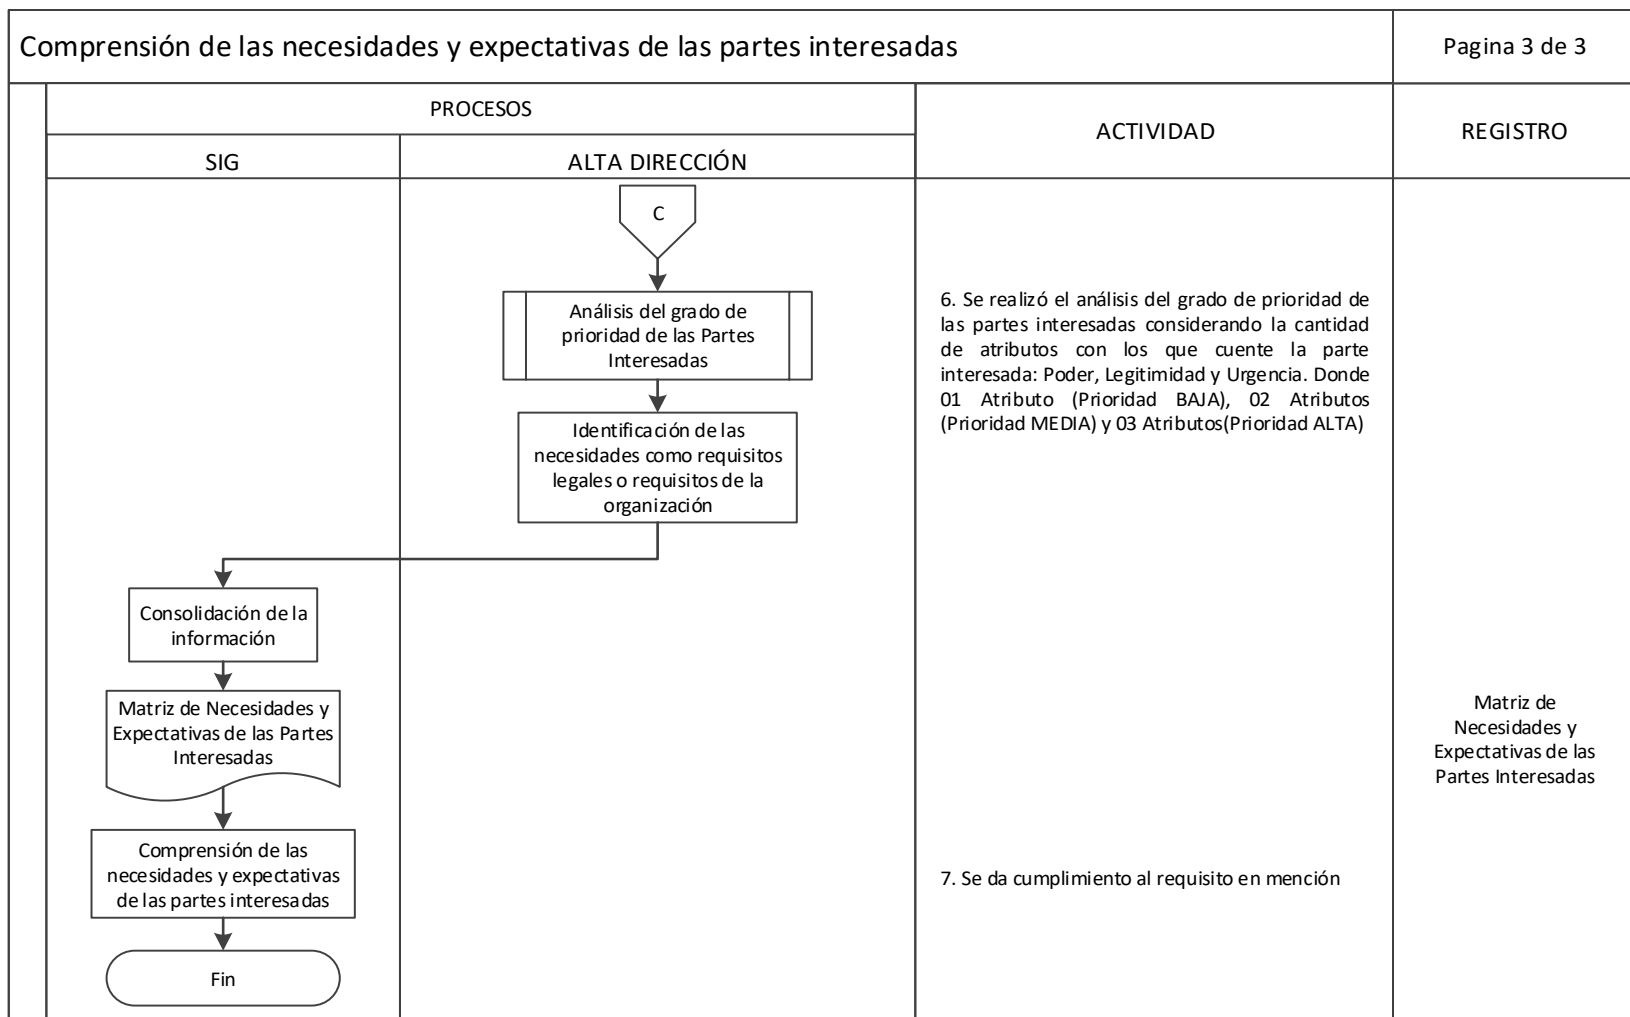 Comprensión de las necesidades y expectativas de las partes interesadas
Pagina 3 de 3
PROCESOS
ACTIVIDAD
REGISTRO
SIG
ALTA DIRECCIÓN
C
Análisis del grado de
prioridad de las Partes
Interesadas
6. Se realizó el análisis del grado de prioridad de
las partes interesadas considerando la cantidad
de atributos con los que cuente la parte
interesada: Poder, Legitimidad y Urgencia. Donde
01 Atributo (Prioridad BAJA), 02 Atributos
(Prioridad MEDIA) y 03 Atributos(Prioridad ALTA)
Identificación de las
necesidades como requisitos
legales o requisitos de la
organización
Consolidación de la
información
Matriz de Necesidades y
Expectativas de las Partes
Interesadas
Matriz de
Necesidades y
Expectativas de las
Partes Interesadas
Comprensión de las
necesidades y expectativas
de las partes interesadas
7. Se da cumplimiento al requisito en mención
Fin